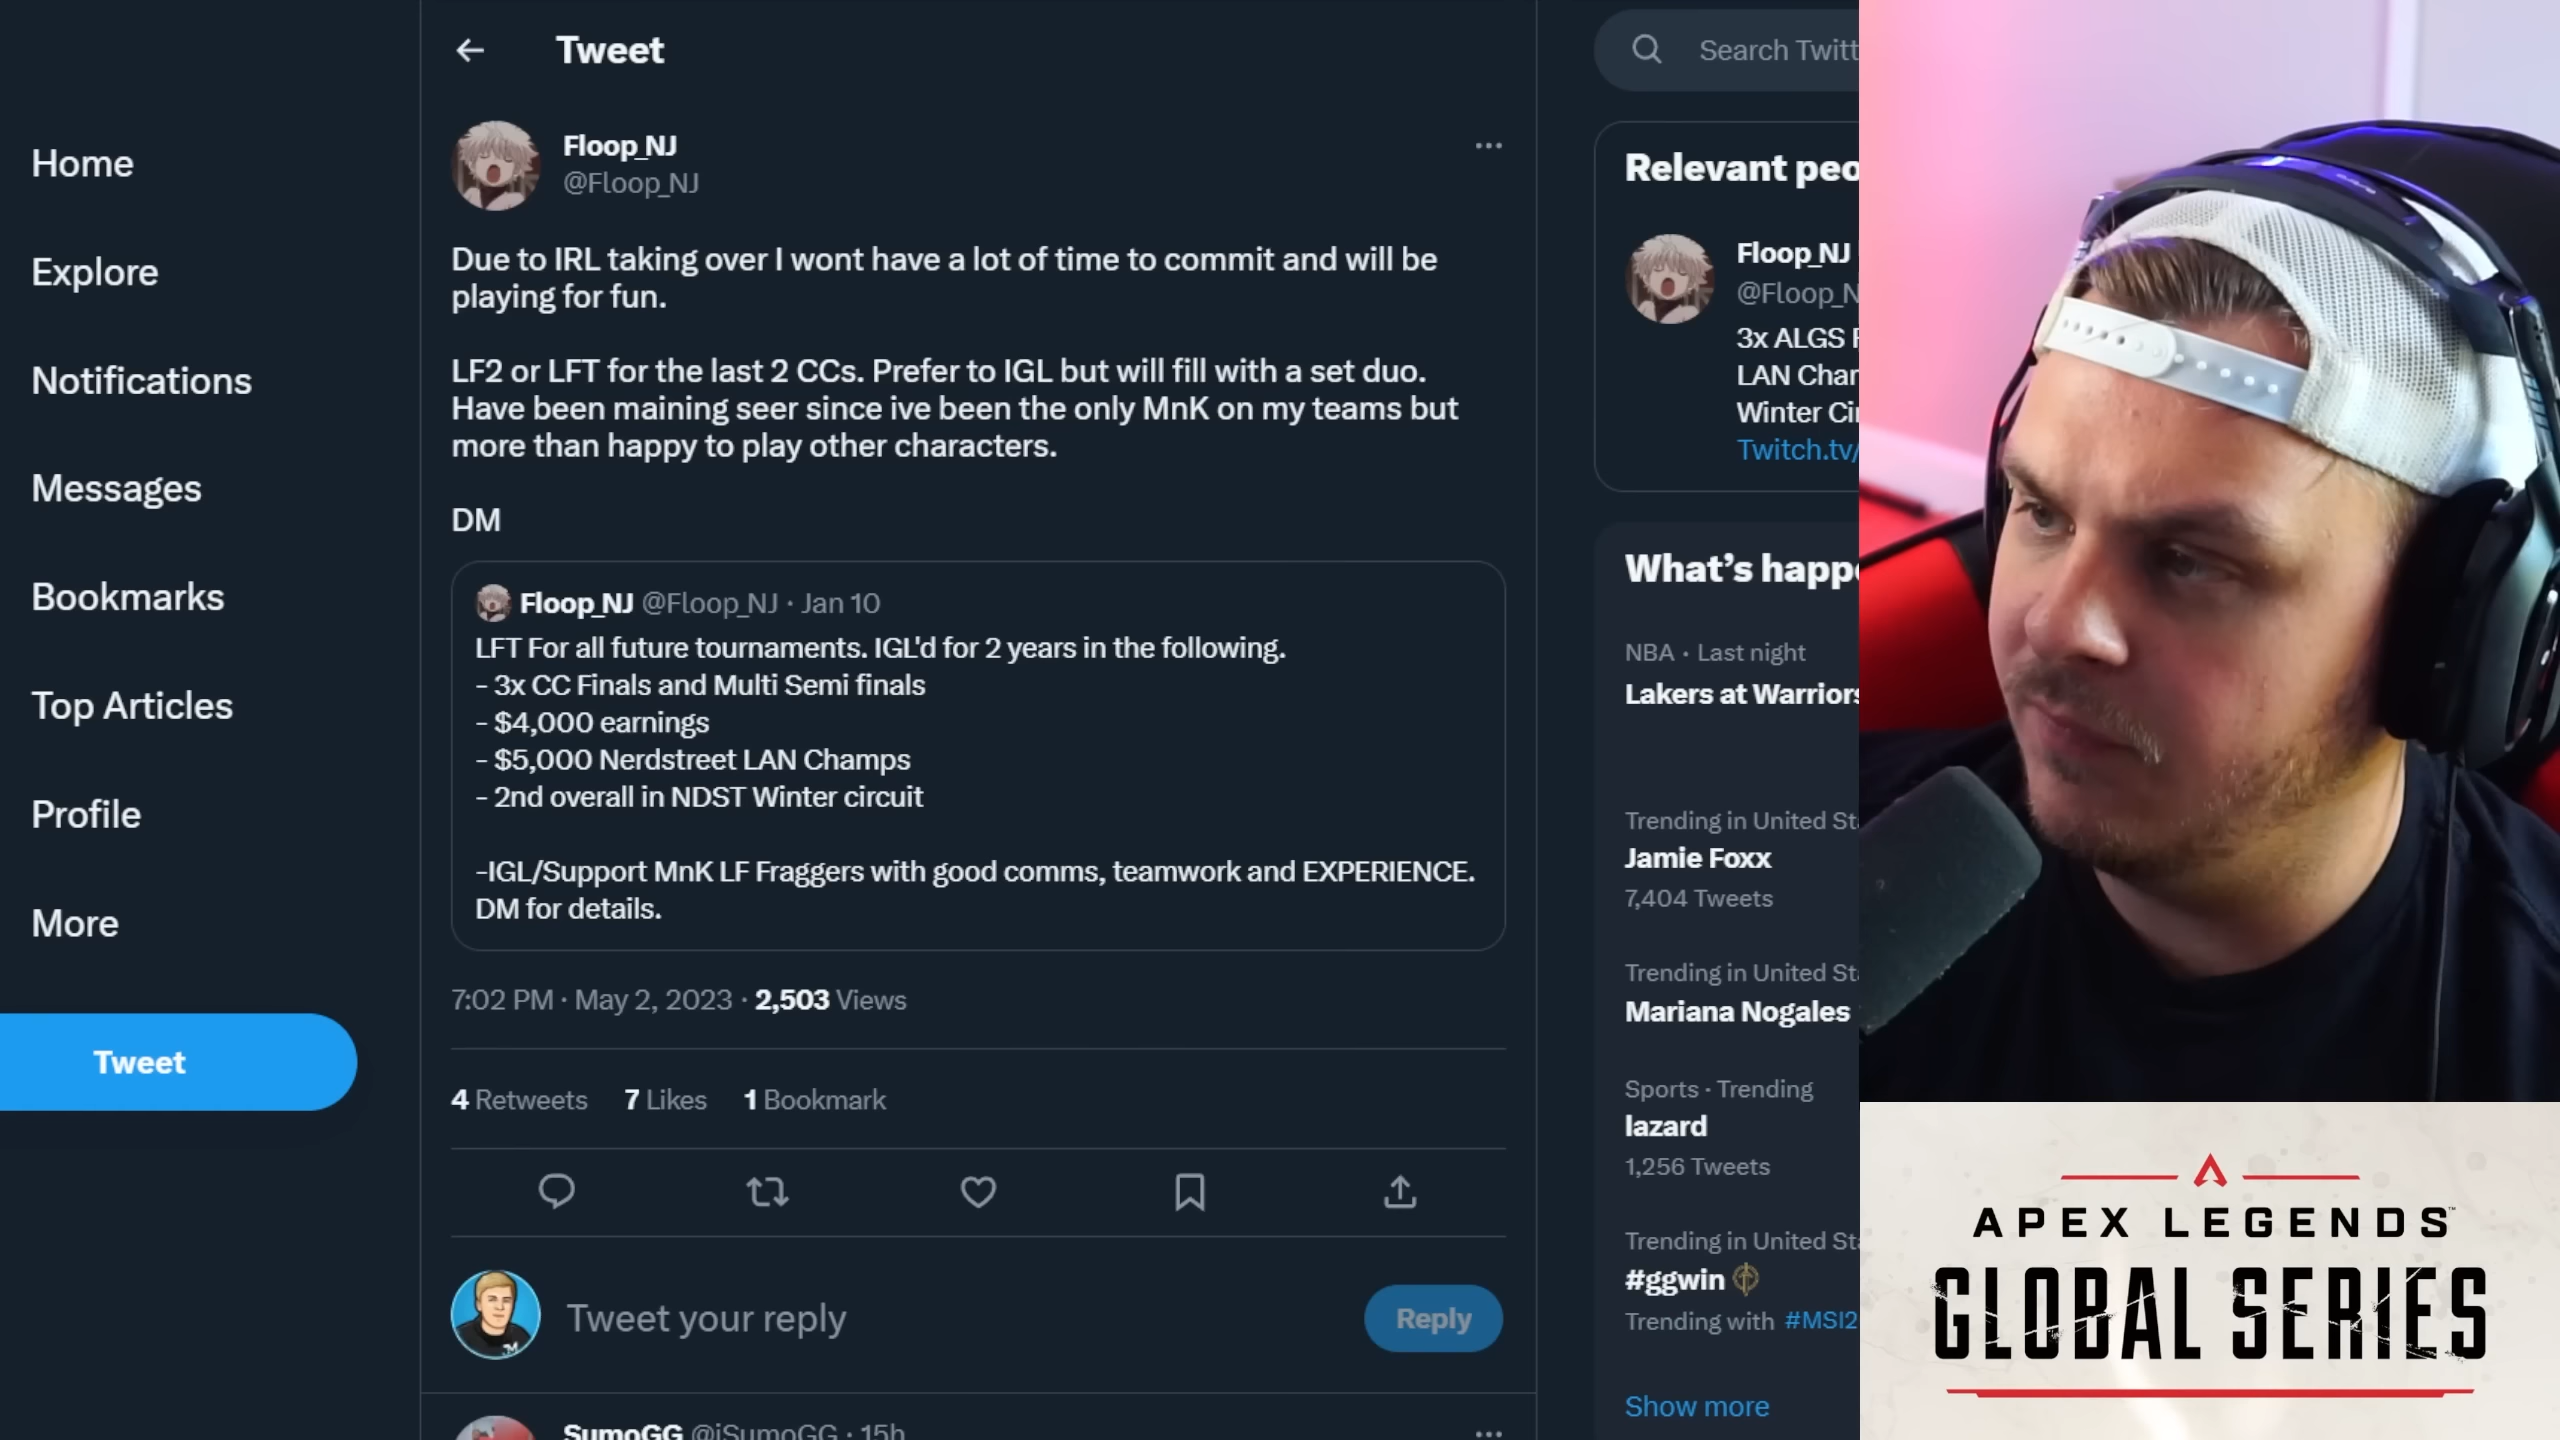 Home
Explore
Notifications
Messages
Bookmarks
Top Articles
Profile
More
Tweet
Tweet
Floop_NJ
@Floop_NJ
Due to IRL taking over I wont have a lot of time to commit and will be
playing for fun.
LF2 or LFT for the last 2 CCs. Prefer to IGL but will fill with a set duo.
Have been maining seer since ive been the only MnK on my teams but
more than happy to play other characters.
DM
Floop_NJ @Floop_NJ · Jan 10
LFT For all future tournaments. IGL'd for 2 years in the following.
- 3x CC Finals and Multi Semi finals
- $4,000 earnings
- $5,000 Nerdstreet LAN Champs
- 2nd overall in NDST Winter circuit
-IGL/Support MnK LF Fraggers with good comms, teamwork and EXPERIENCE.
DM for details.
7:02 PM · May 2, 2023 · 2,503 Views
4 Retweets 7 Likes 1 Bookmark
Tweet your reply
Reply
SumoGG @iSumoGG · 15h
Search Twitt
Relevant peo
Floop_NJ
@Floop_N
3x ALGS
LAN Char
Winter Ci
Twitch.tv/
What's happ
NBA · Last night
Lakers at Warriors
Trending in United St
Jamie Foxx
7,404 Tweets
Trending in United St
Mariana Nogales
Sports · Trending
lazard
1,256 Tweets
Trending in United St
#ggwin
Trending with #MSI2
Show more
APEX LEGENDS™
GLOBAL SERIES